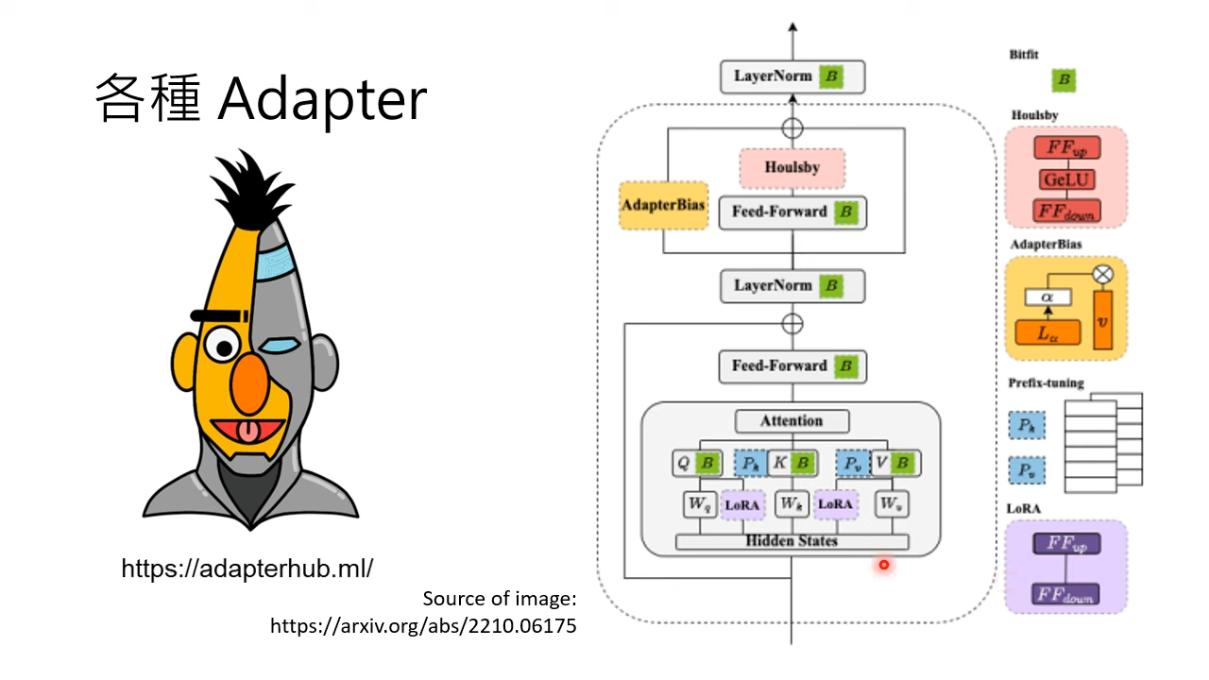 各種 Adapter
https://adapterhub.ml/
Source of image:
https://arxiv.org/abs/2210.06175
LayerNorm B
Houlsby
AdapterBias
Feed-Forward B
LayerNorm B
Feed-Forward B
Attention
Q B Pk K B Pv V B
Wq LoRA Wk LoRA Wv
Hidden States
Bitfit
B
Houlsby
FFup
GeLU
FFdown
AdapterBias
α
Lα
v
Prefix-tuning
Pk
Pv
LoRA
FFup
FFdown